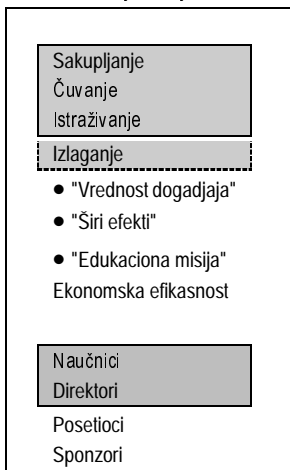 Sakupljanje
Čuvanje
Istraživanje
Izlaganje
• "Vrednost dogadjaja"
• "Širi efekti"
• "Edukaciona misija"
Ekonomska efikasnost
Naučnici
Direktori
Posetioci
Sponzori